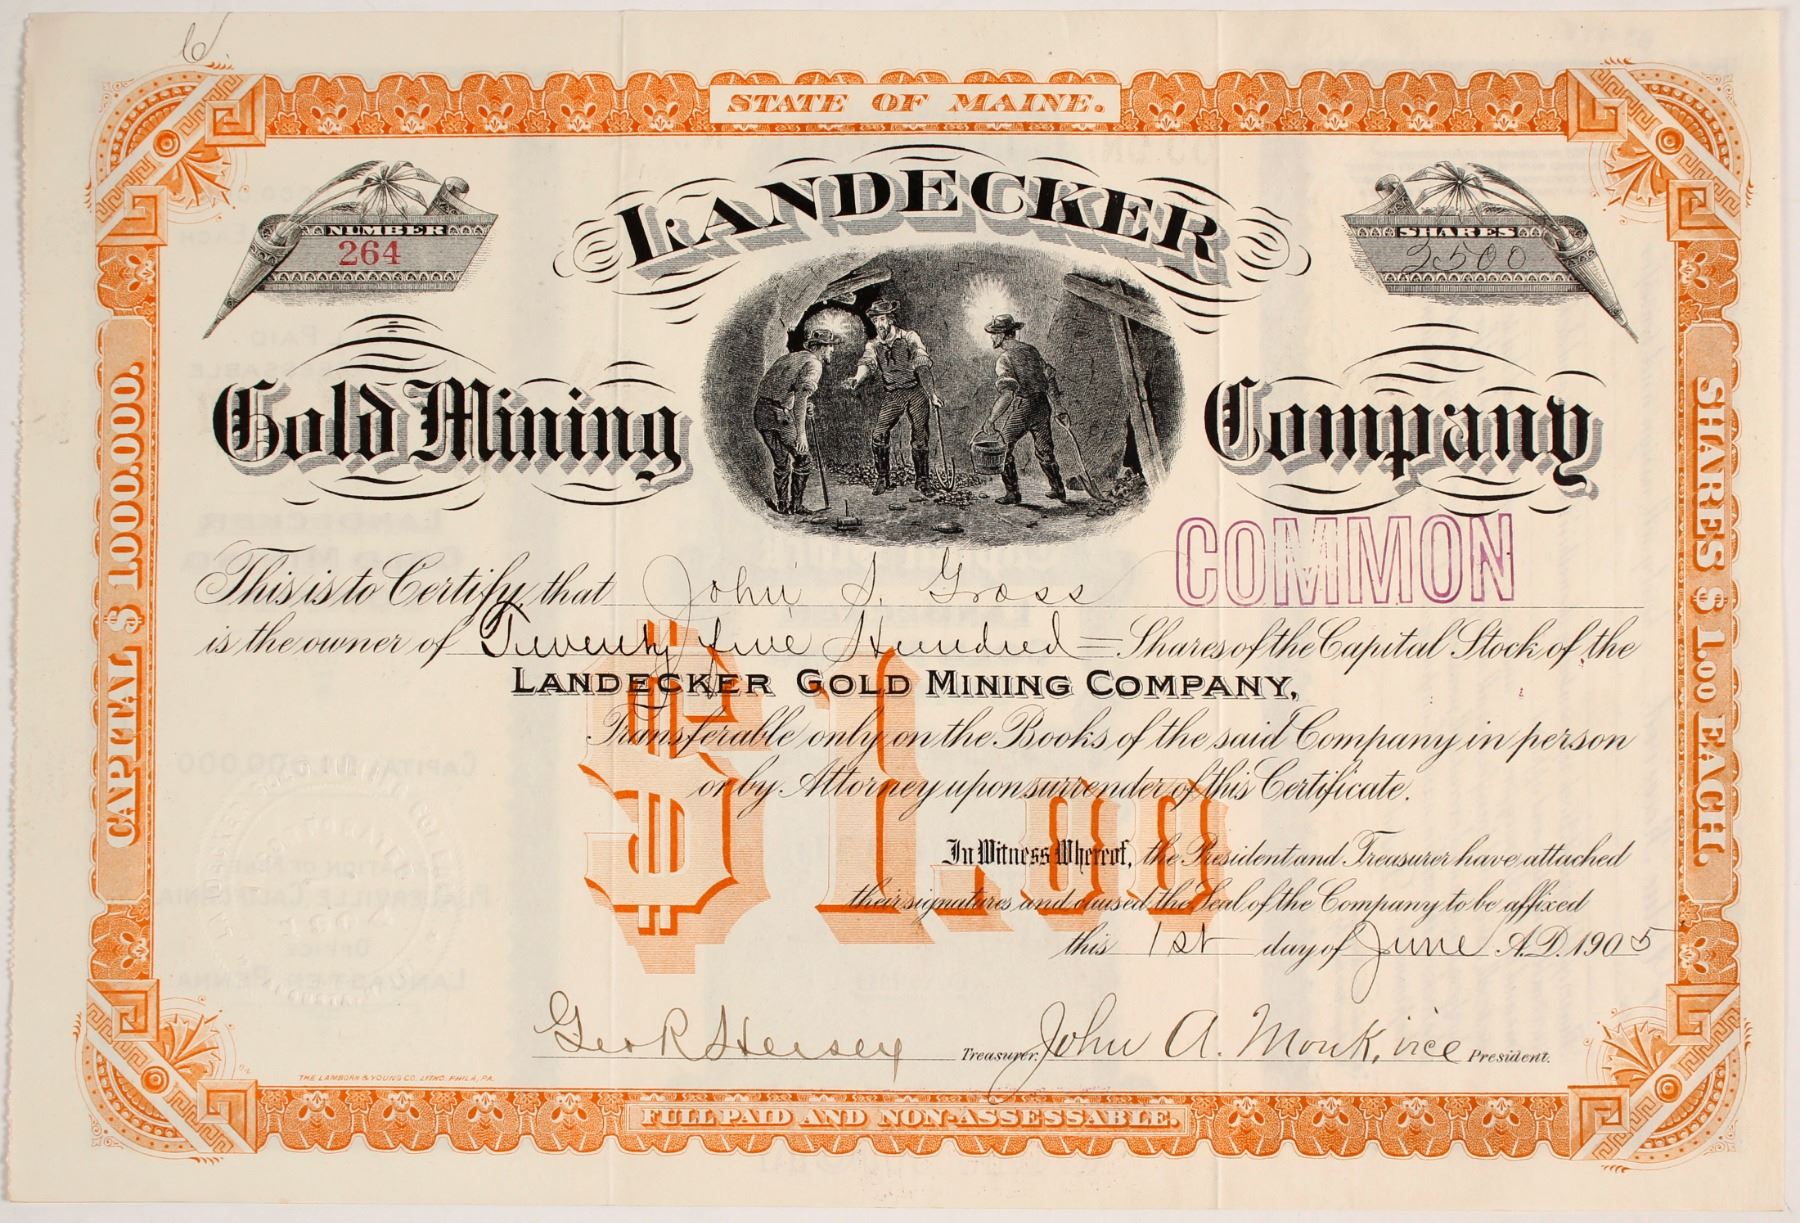 STATE OF MAINE.
NUMBER
264
SHARES
2500
LANDECKER
Gold Mining Company
COMMON
This is to Certify, that John S. Gross
is the owner of Twenty five Hundred = Shares of the Capital Stock of the
LANDECKER GOLD MINING COMPANY,
Transferable only on the Books of the said Company in person
or by Attorney upon surrender of this Certificate.
$1.00
In Witness Whereof, the President and Treasurer have attached
their signatures and caused the Seal of the Company to be affixed
this 1st day of June A.D. 1905
Geo R Hersey Treasurer. John A. Monk, vice President.
THE LAMBORN & YOUNG CO. LITHO. PHILA, PA.
FULL PAID AND NON-ASSESSABLE.
CAPITAL $ 1,000,000.
SHARES $ 1.00 EACH.